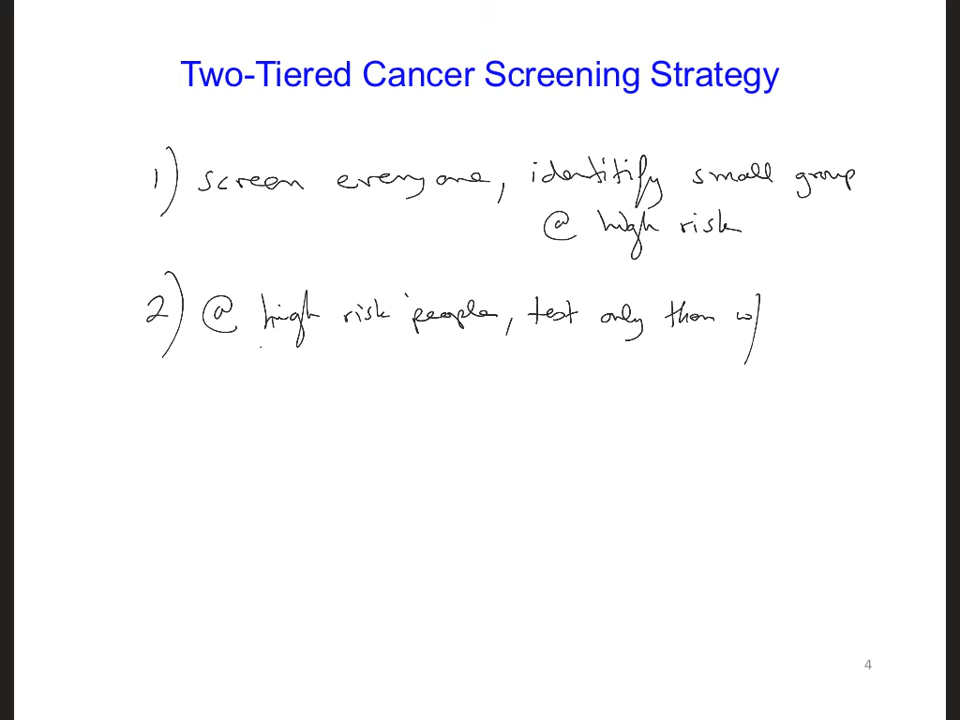 Two-Tiered Cancer Screening Strategy
1) screen everyone, identitify small group
@ high risk
2) @ high risk people, test only them w/
4